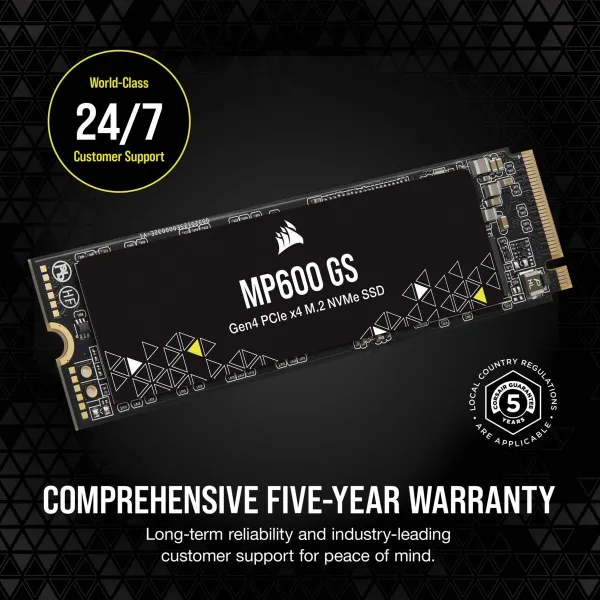 World-Class
24/7
Customer Support
MP600 GS
Gen4 PCIe x4 M.2 NVMe SSD
Pb
HF
LOCAL COUNTRY REGULATIONS
CORSAIR GUARANTEE
5
YEARS
ARE APPLICABLE
COMPREHENSIVE FIVE-YEAR WARRANTY
Long-term reliability and industry-leading
customer support for peace of mind.